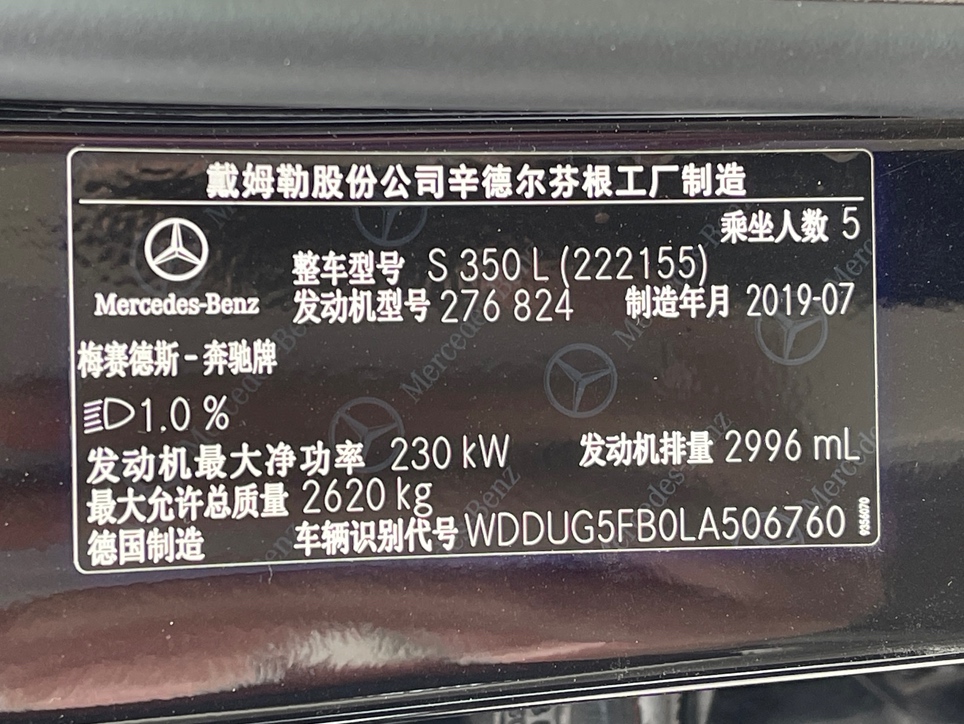 戴姆勒股份公司辛德尔芬根工厂制造
乘坐人数 5
整车型号 S 350 L (222155)
Mercedes-Benz
发动机型号 276 824 制造年月 2019-07
梅赛德斯-奔驰牌
1.0 %
发动机最大净功率 230 kW 发动机排量 2996 mL
最大允许总质量 2620 kg
德国制造 车辆识别代号 WDDUG5FB0LA506760
9356070